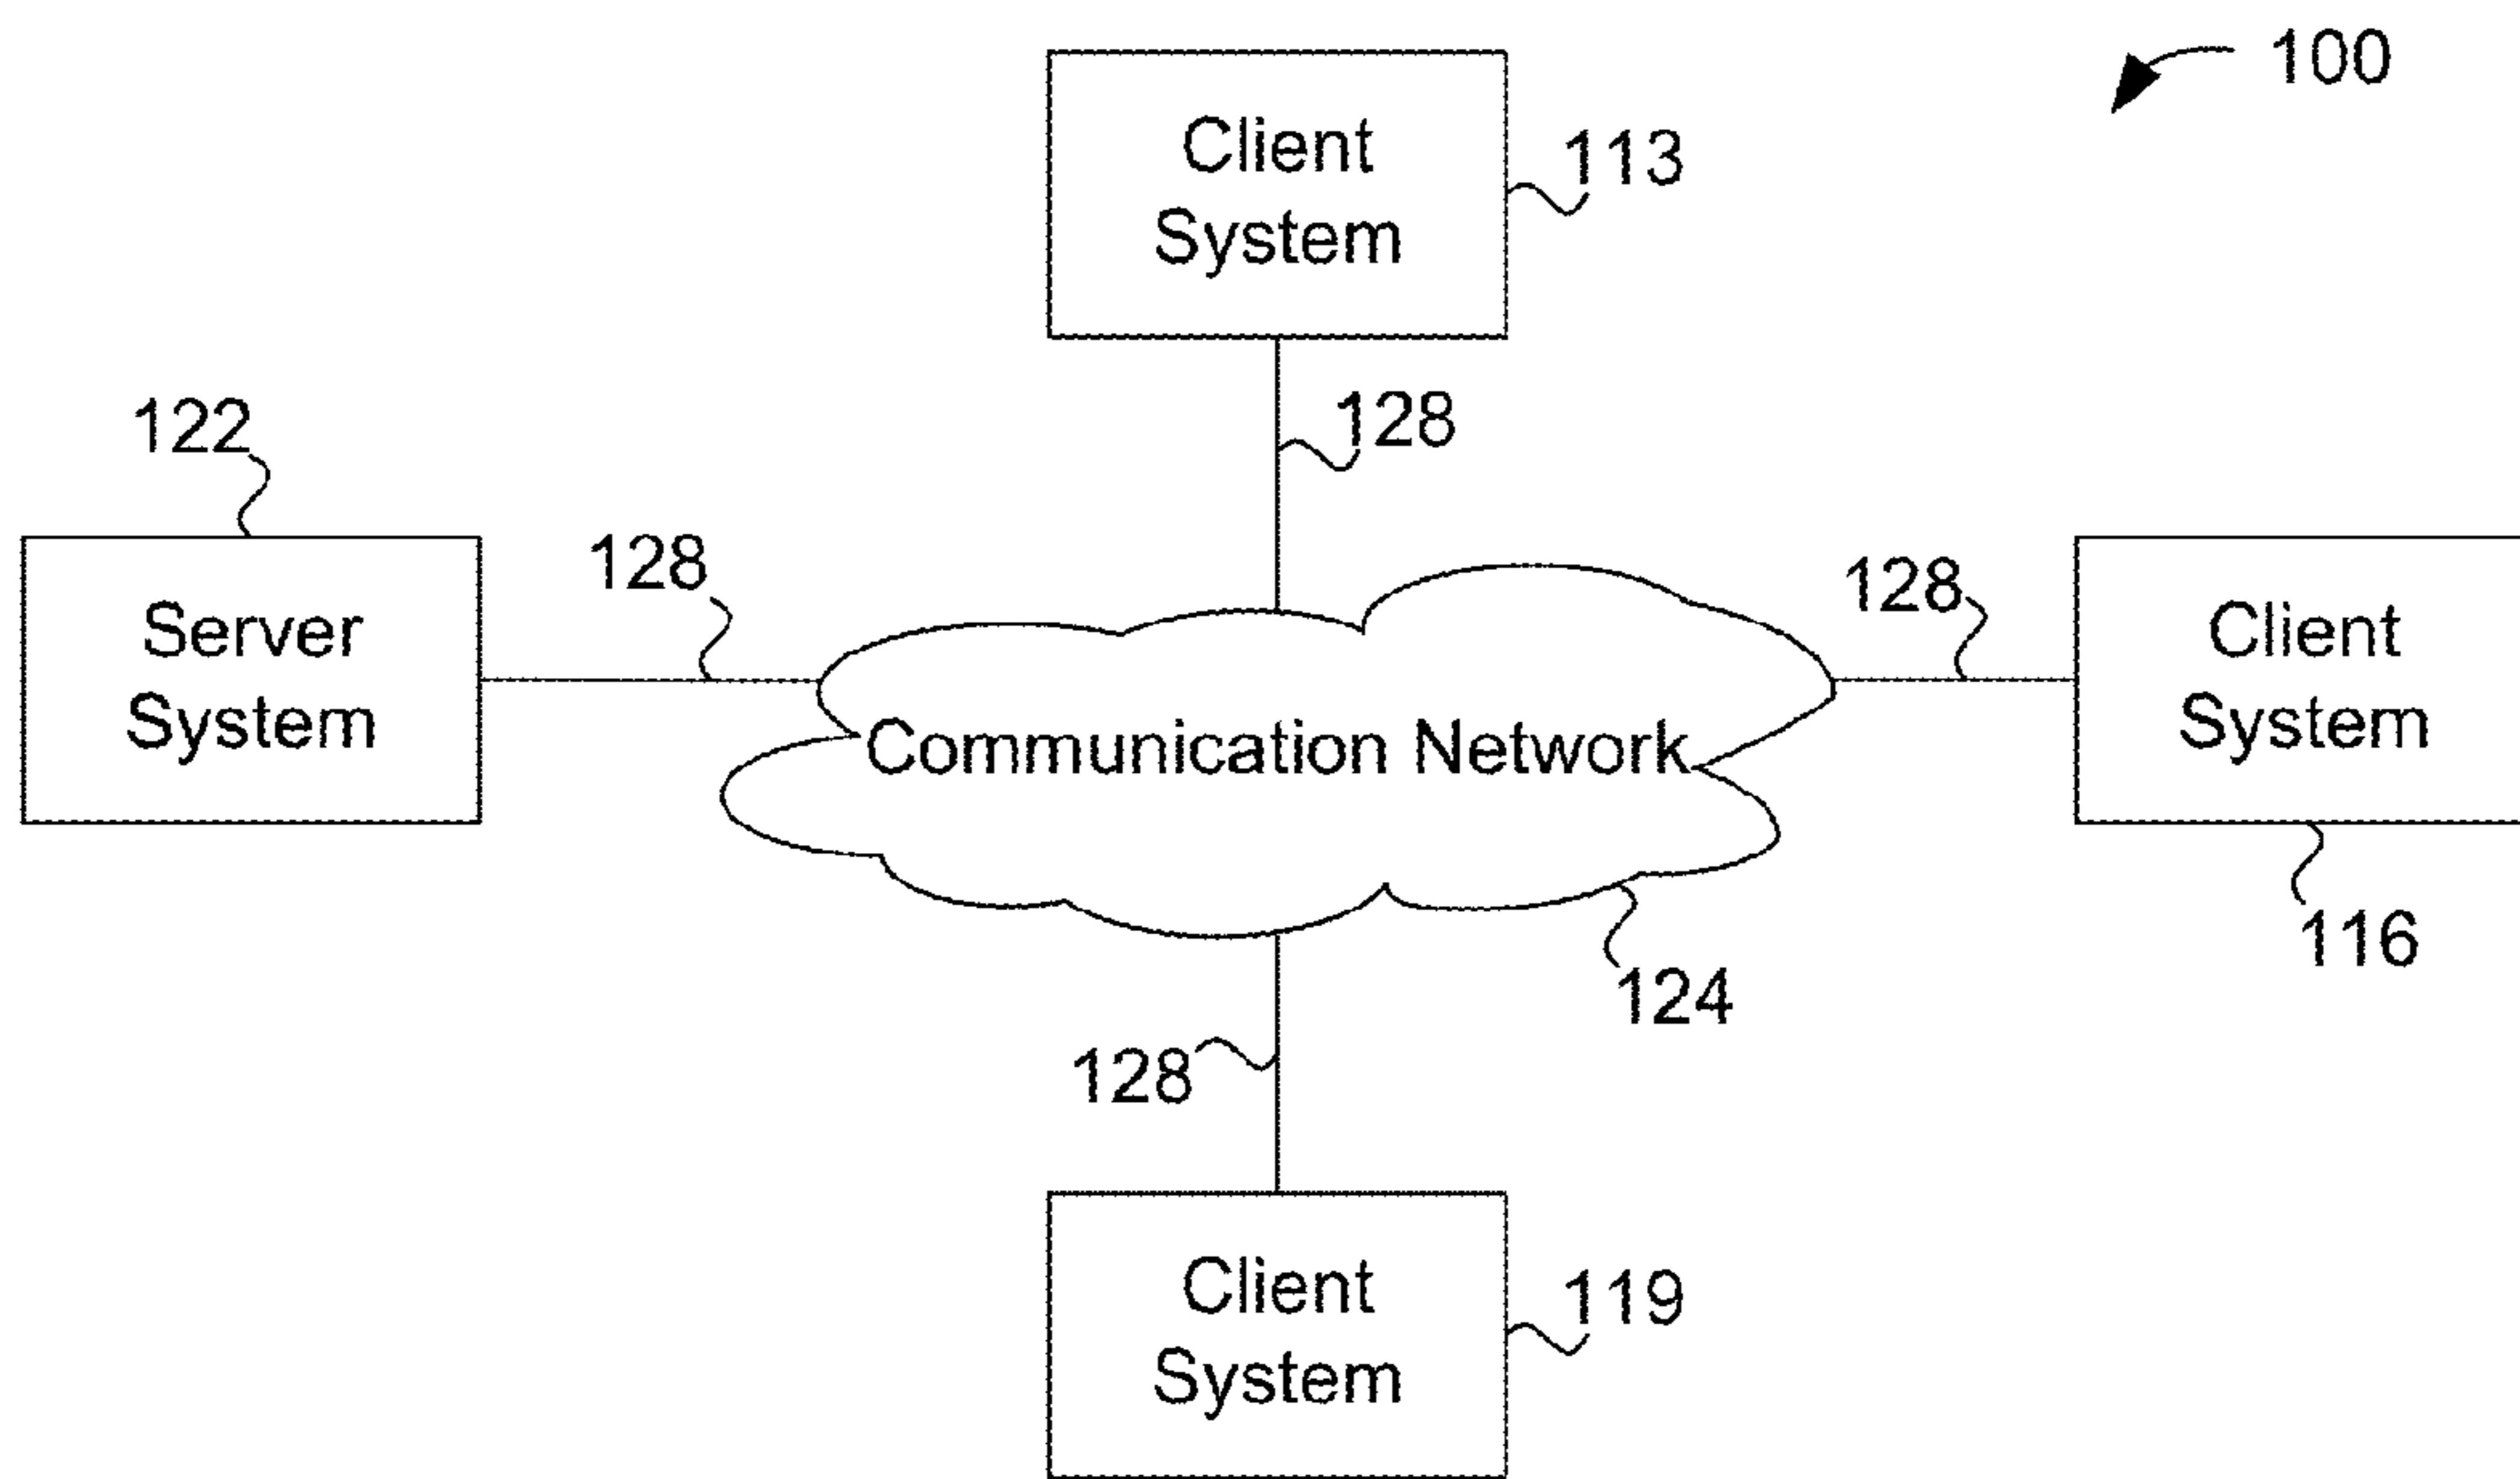 100
Client
System
113
128
122
128
128
Server
System
Client
System
Communication Network
116
124
128
Client
System
119